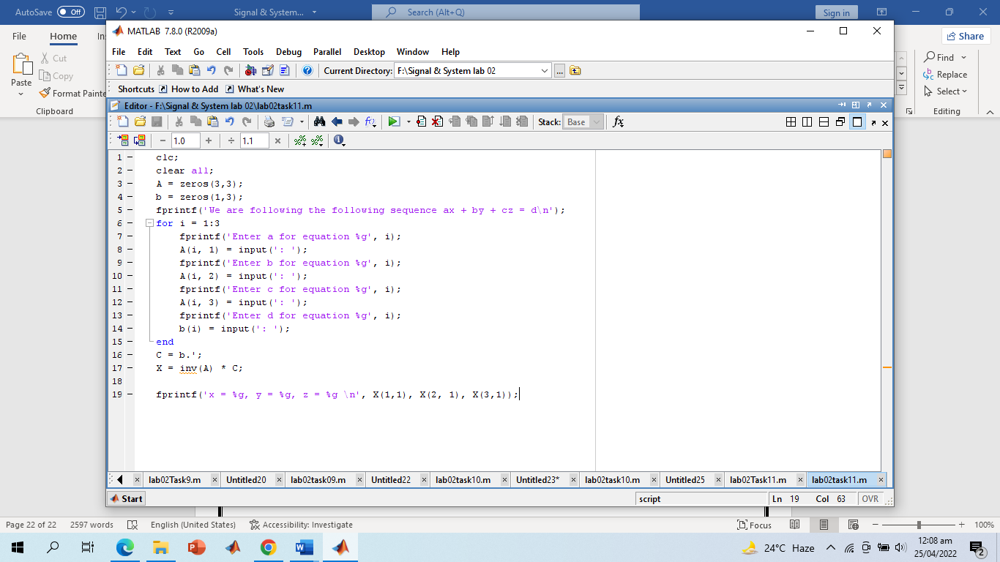 AutoSave Off Signal & System... Search (Alt+Q) Sign in
File Home In Share
MATLAB 7.8.0 (R2009a)
File Edit Text Go Cell Tools Debug Parallel Desktop Window Help
Cut
Copy
Paste
Format Painte
Clipboard
Find
Replace
Select
Editing
Current Directory: F:\Signal & System lab 02 ...
Shortcuts How to Add What's New
Editor - F:\Signal & System lab 02\lab02task11.m
Stack: Base fx
− 1.0 + ÷ 1.1 ×
1 − clc;
2 − clear all;
3 − A = zeros(3,3);
4 − b = zeros(1,3);
5 − fprintf('We are following the following sequence ax + by + cz = d\n');
6 − for i = 1:3
7 − fprintf('Enter a for equation %g', i);
8 − A(i, 1) = input(': ');
9 − fprintf('Enter b for equation %g', i);
10 − A(i, 2) = input(': ');
11 − fprintf('Enter c for equation %g', i);
12 − A(i, 3) = input(': ');
13 − fprintf('Enter d for equation %g', i);
14 − b(i) = input(': ');
15 − end
16 − C = b.';
17 − X = inv(A) * C;
18
19 − fprintf('x = %g, y = %g, z = %g \n', X(1,1), X(2, 1), X(3,1));
lab02Task9.m Untitled20 lab02task09.m Untitled22 lab02task10.m Untitled23* lab02task10.m Untitled25 lab02Task11.m lab02task11.m
Start script Ln 19 Col 63 OVR
Page 22 of 22 2597 words English (United States) Accessibility: Investigate Focus 100%
24°C Haze 12:08 am
25/04/2022 2